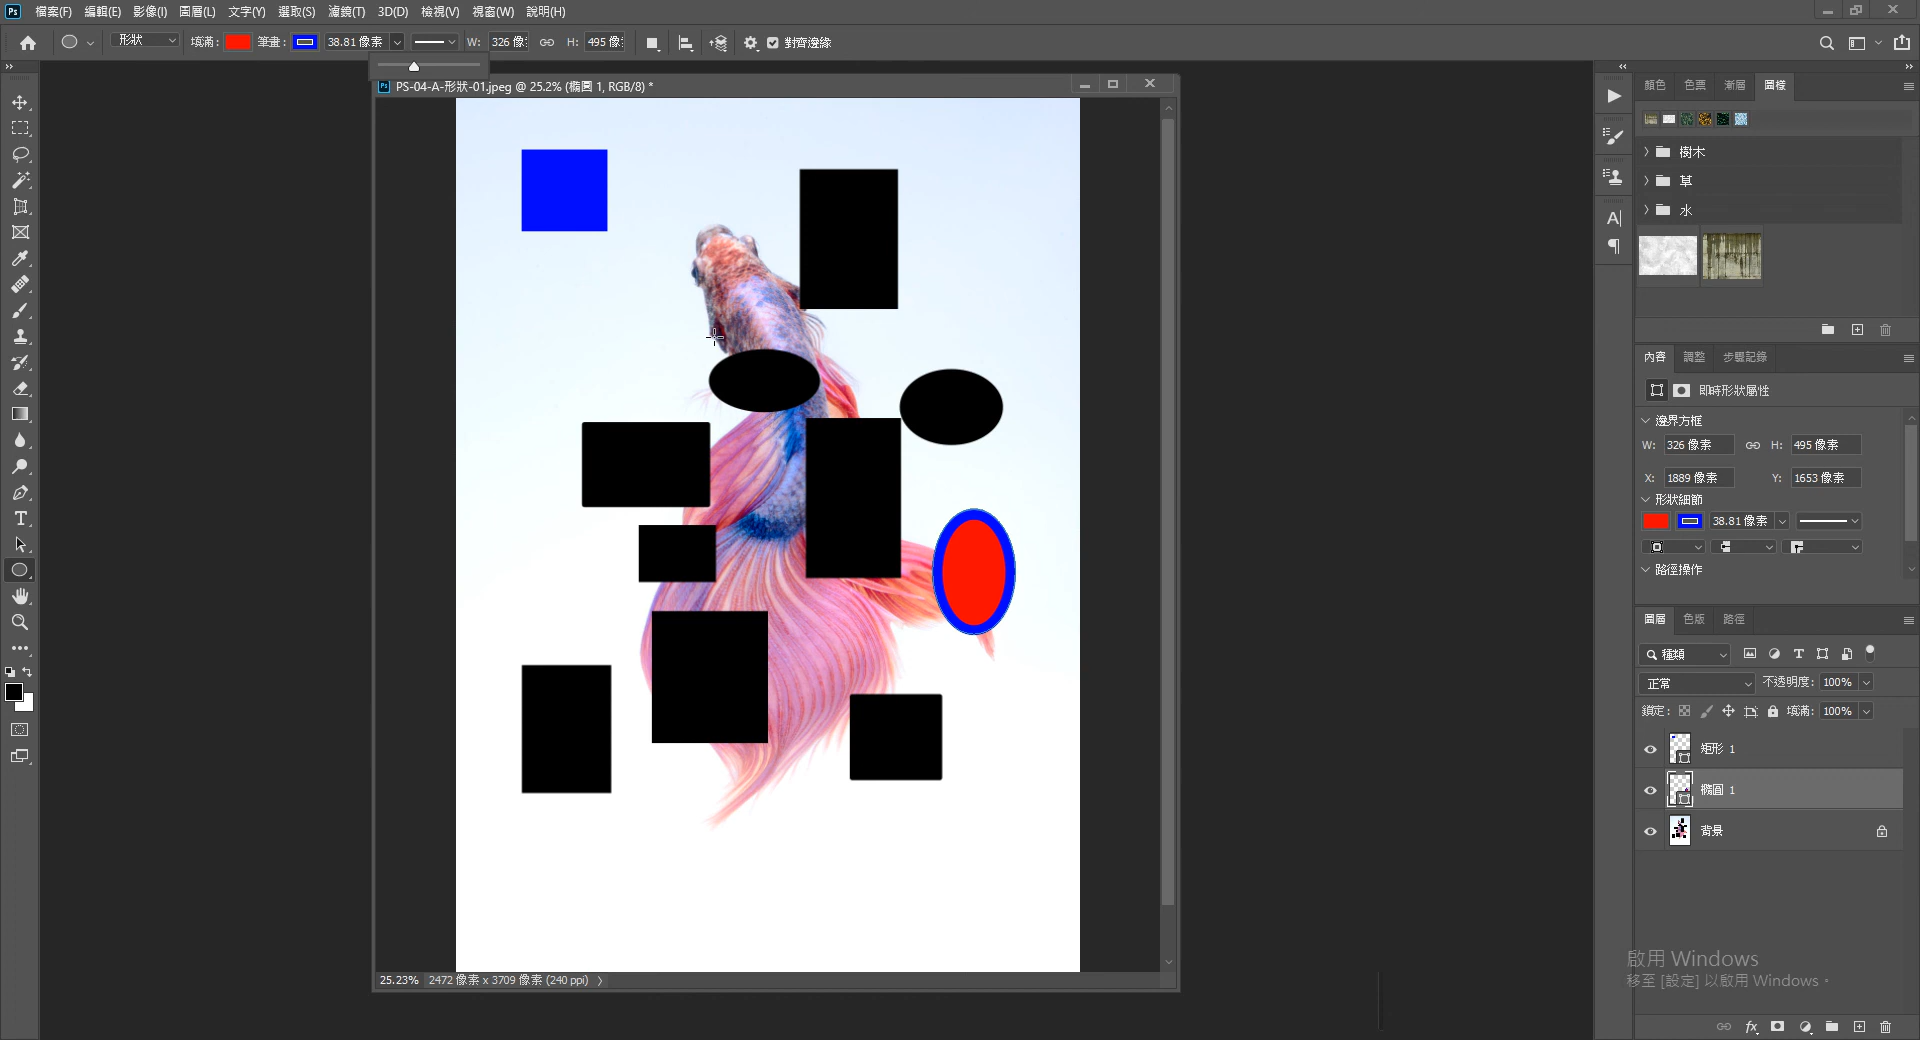 Ps 檔案(F) 編輯(E) 影像(I) 圖層(L) 文字(Y) 選取(S) 濾鏡(T) 3D(D) 檢視(V) 視窗(W) 說明(H)
形狀 填滿: 筆畫: 38.81 像素 W: 326 像 H: 495 像 對齊邊緣
PS-04-A-形狀-01.jpeg @ 25.2% (橢圓 1, RGB/8) *
25.23% 2472 像素 x 3709 像素 (240 ppi)
顏色 色票 漸層 圖樣
樹木
草
水
內容 調整 步驟記錄
即時形狀屬性
邊界方框
W: 326 像素 H: 495 像素
X: 1889 像素 Y: 1653 像素
形狀細節
38.81 像素
路徑操作
圖層 色版 路徑
種類
正常 不透明度: 100%
鎖定: 填滿: 100%
矩形 1
橢圓 1
背景
啟用 Windows
移至 [設定] 以啟用 Windows。
fx